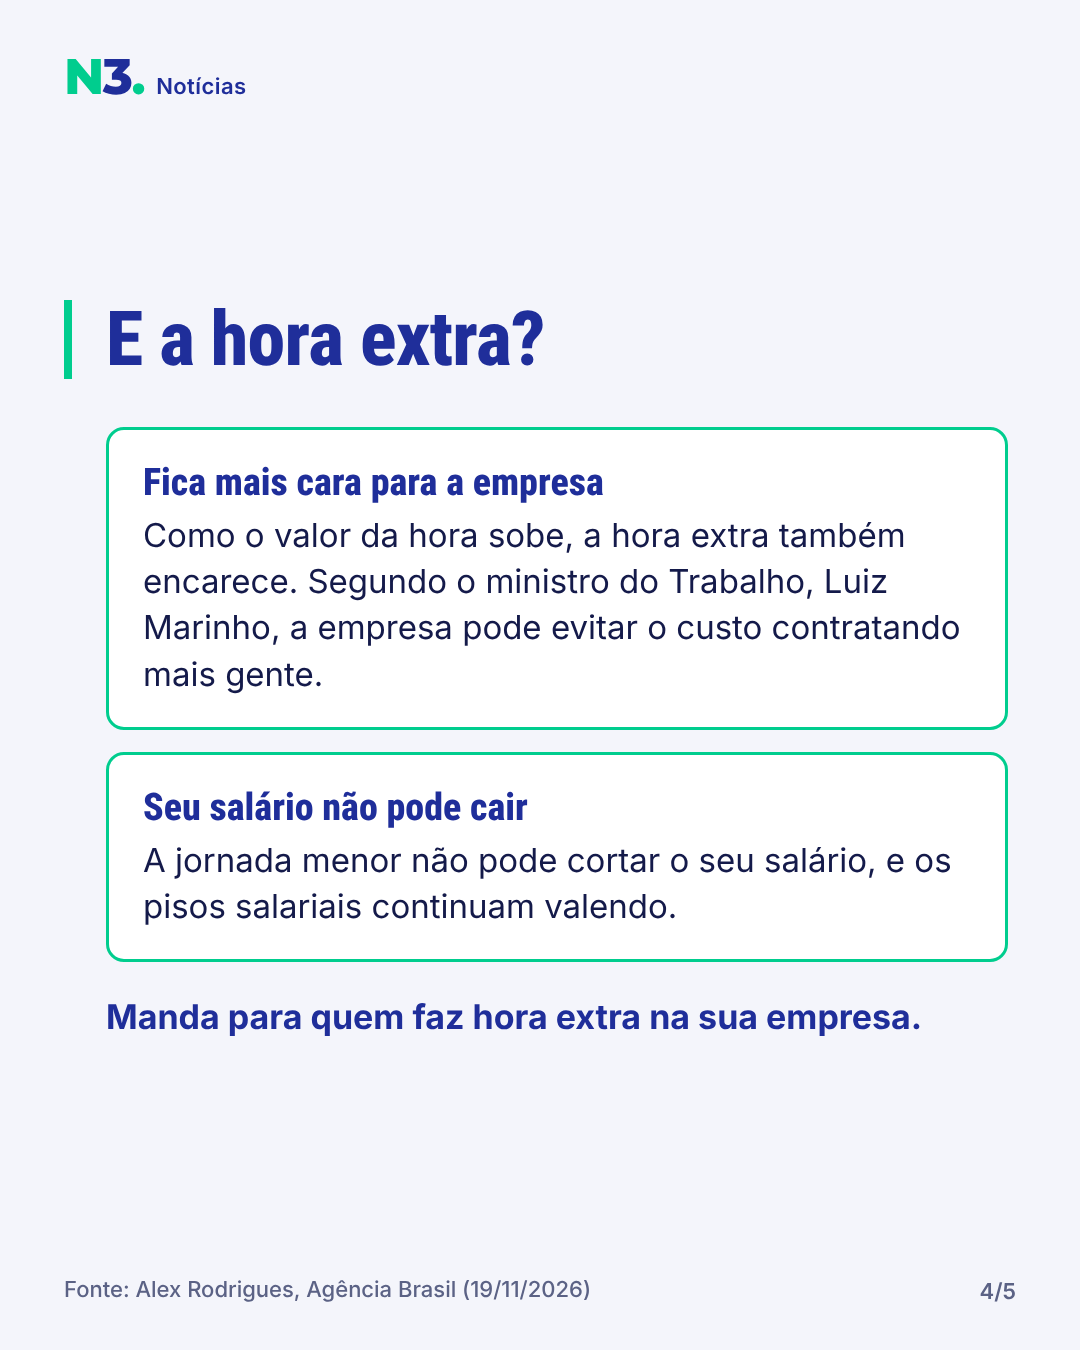 N3. Notícias
E a hora extra?
Fica mais cara para a empresa
Como o valor da hora sobe, a hora extra também
encarece. Segundo o ministro do Trabalho, Luiz
Marinho, a empresa pode evitar o custo contratando
mais gente.
Seu salário não pode cair
A jornada menor não pode cortar o seu salário, e os
pisos salariais continuam valendo.
Manda para quem faz hora extra na sua empresa.
Fonte: Alex Rodrigues, Agência Brasil (19/11/2026)
4/5